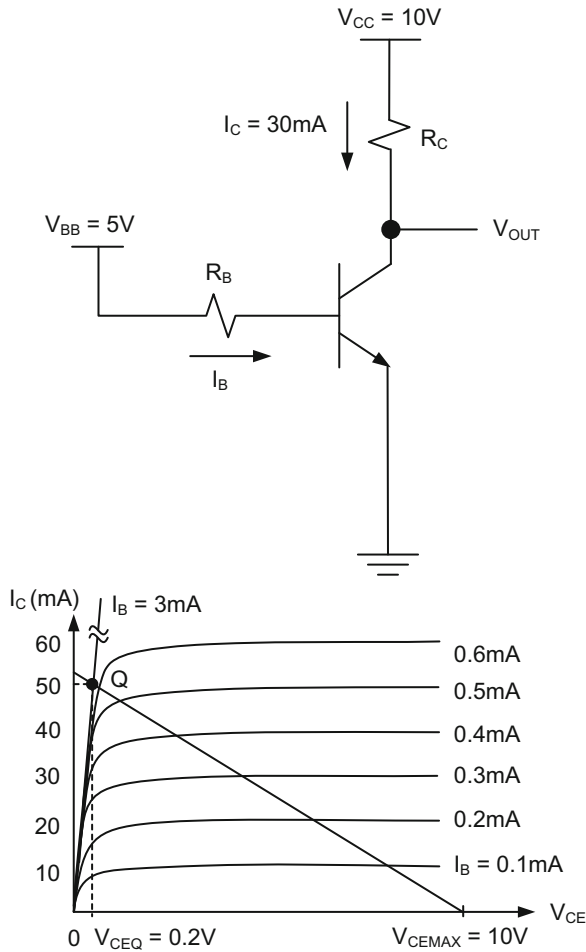 V_CC = 10V
I_C = 30mA
R_C
V_BB = 5V
V_OUT
R_B
I_B
I_C (mA)
I_B = 3mA
60
0.6mA
50
Q
0.5mA
40
0.4mA
30
0.3mA
20
0.2mA
10
I_B = 0.1mA
V_CE
0
V_CEQ = 0.2V
V_CEMAX = 10V